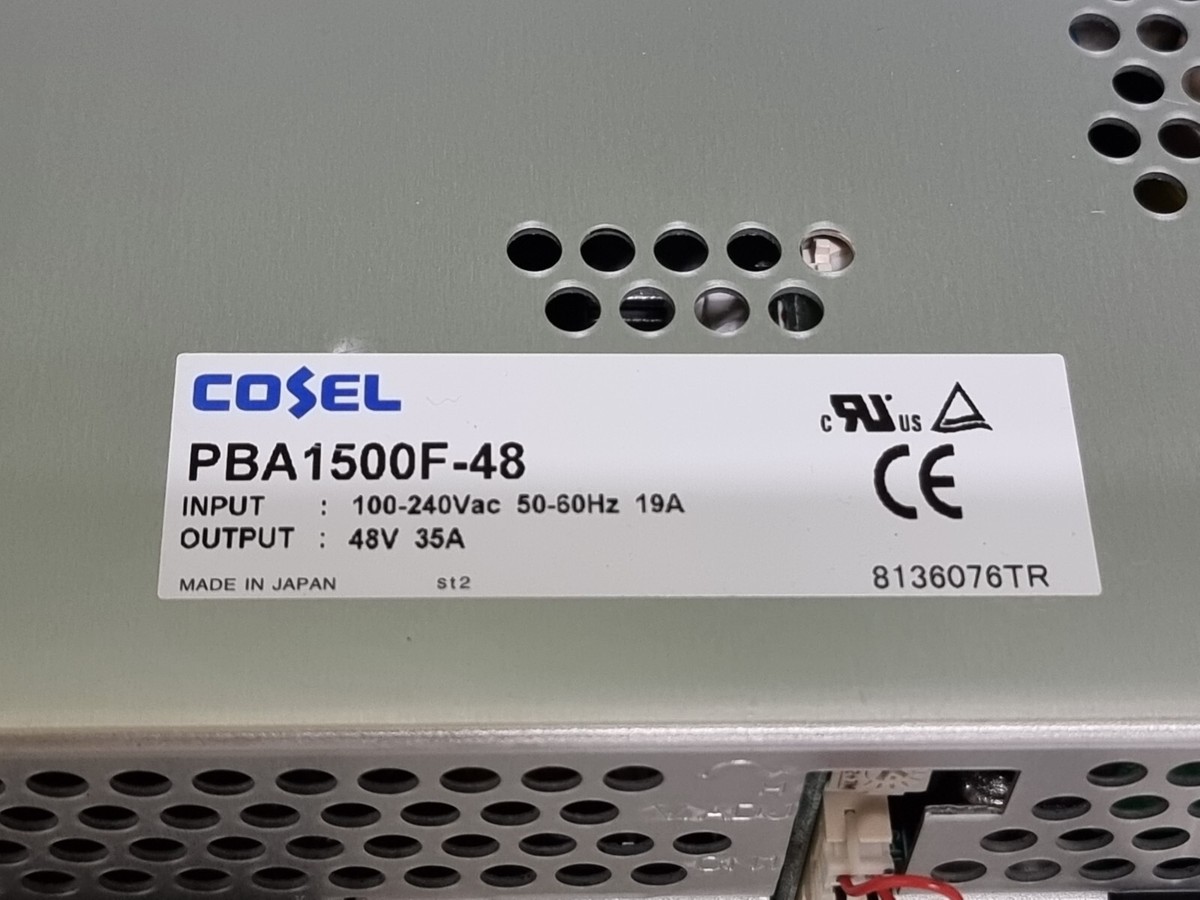 COSEL
PBA1500F-48
INPUT : 100-240Vac 50-60Hz 19A
OUTPUT : 48V 35A
MADE IN JAPAN st2
c RU US
CE
8136076TR